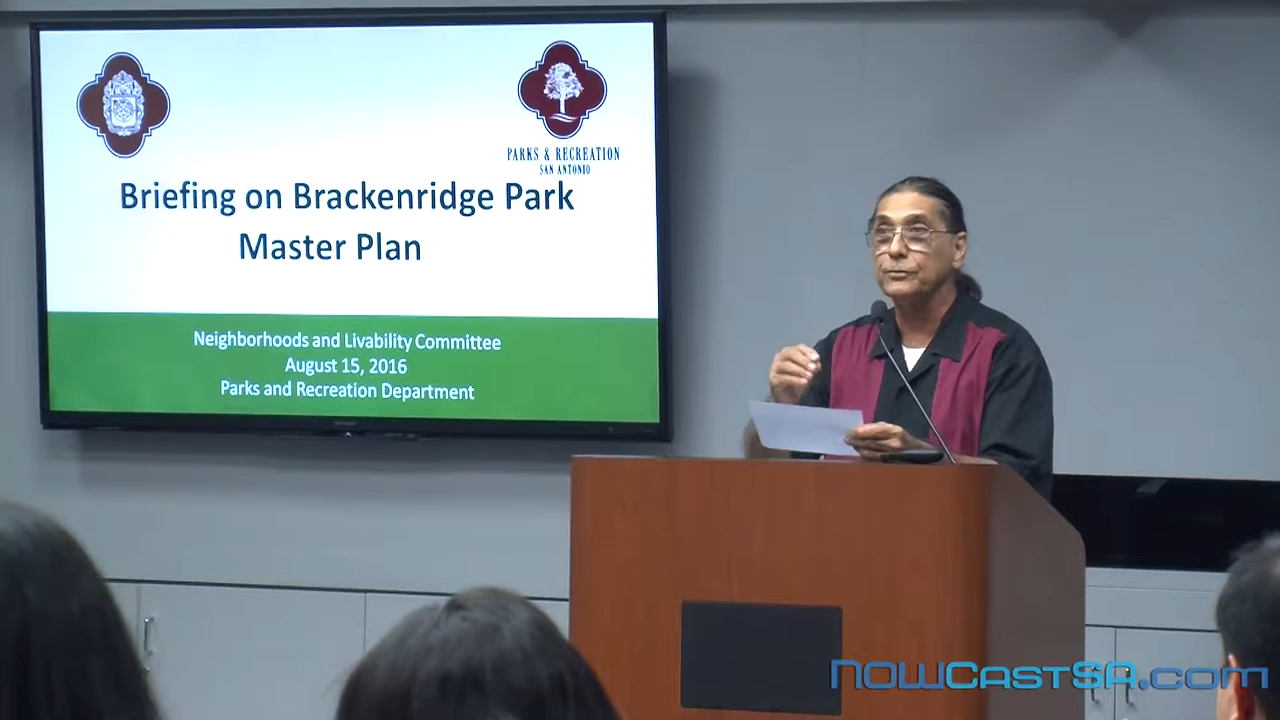 PARKS & RECREATION
SAN ANTONIO
Briefing on Brackenridge Park
Master Plan
Neighborhoods and Livability Committee
August 15, 2016
Parks and Recreation Department
NOWCastSA.com